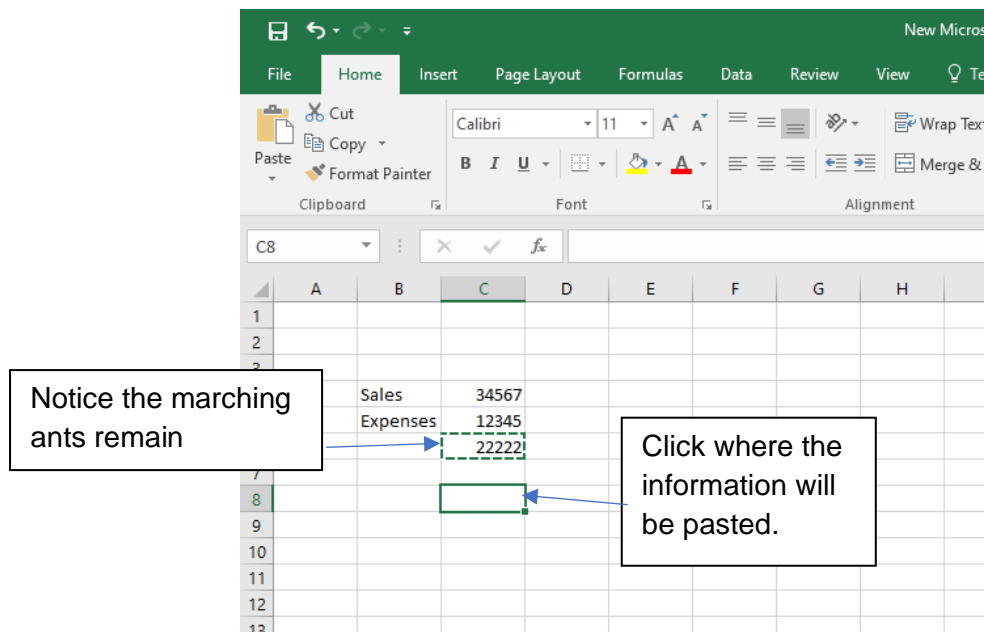 New Micros
File Home Insert Page Layout Formulas Data Review View Te
Paste Cut
Copy
Format Painter
Calibri 11 A A
B I U A
Wrap Tex
Merge &
Clipboard Font Alignment
C8 fx
A B C D E F G H
1
2
3
Sales 34567
Expenses 12345
22222
7
8
9
10
11
12
13
Notice the marching
ants remain
Click where the
information will
be pasted.